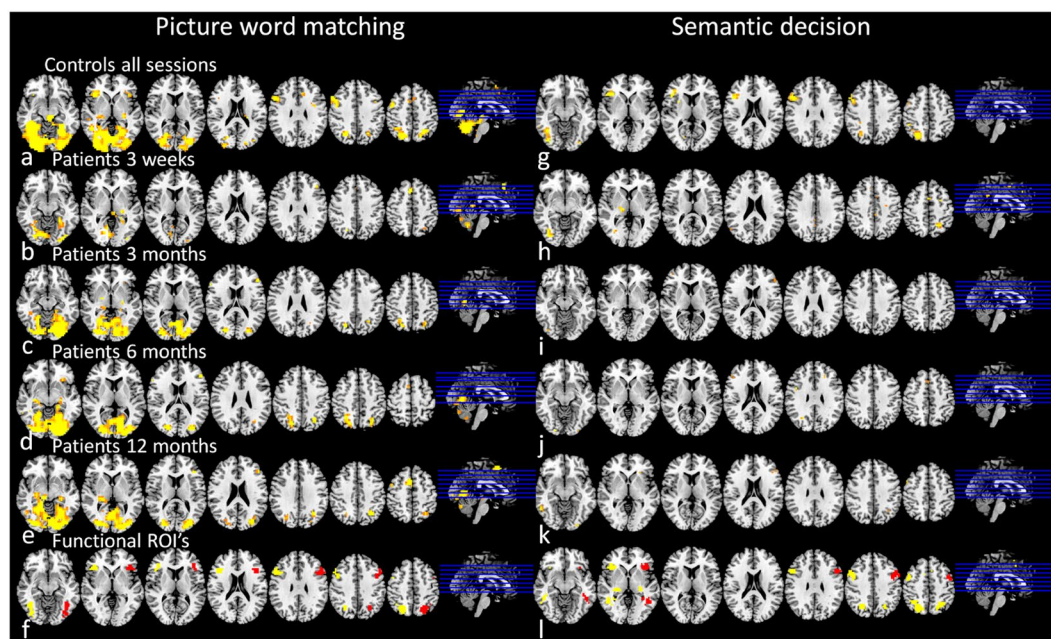 Picture word matching
Semantic decision
Controls all sessions
a
g
Patients 3 weeks
b
h
Patients 3 months
c
i
Patients 6 months
d
j
Patients 12 months
e
k
Functional ROI's
f
l